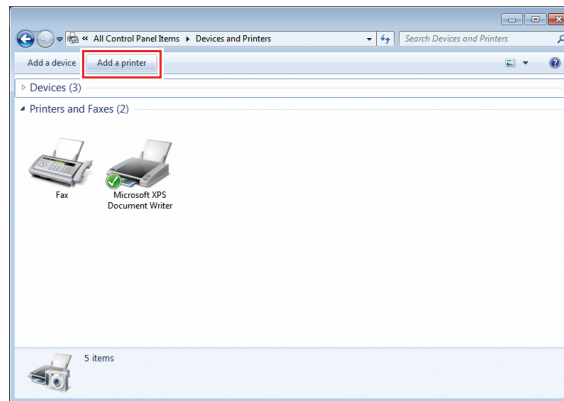 « All Control Panel Items ▸ Devices and Printers
Search Devices and Printers
Add a device
Add a printer
Devices (3)
Printers and Faxes (2)
Fax
Microsoft XPS
Document Writer
5 items